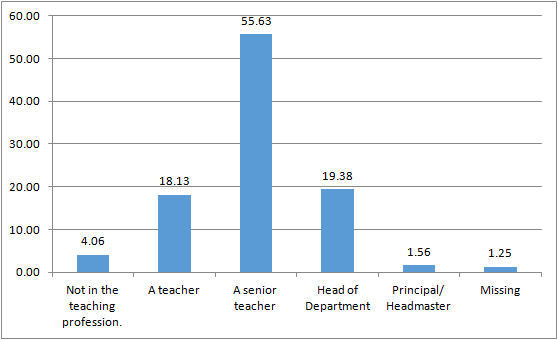 60.00
50.00
40.00
30.00
20.00
10.00
0.00
4.06
18.13
55.63
19.38
1.56
1.25
Not in the
teaching
profession.
A teacher
A senior
teacher
Head of
Department
Principal/
Headmaster
Missing